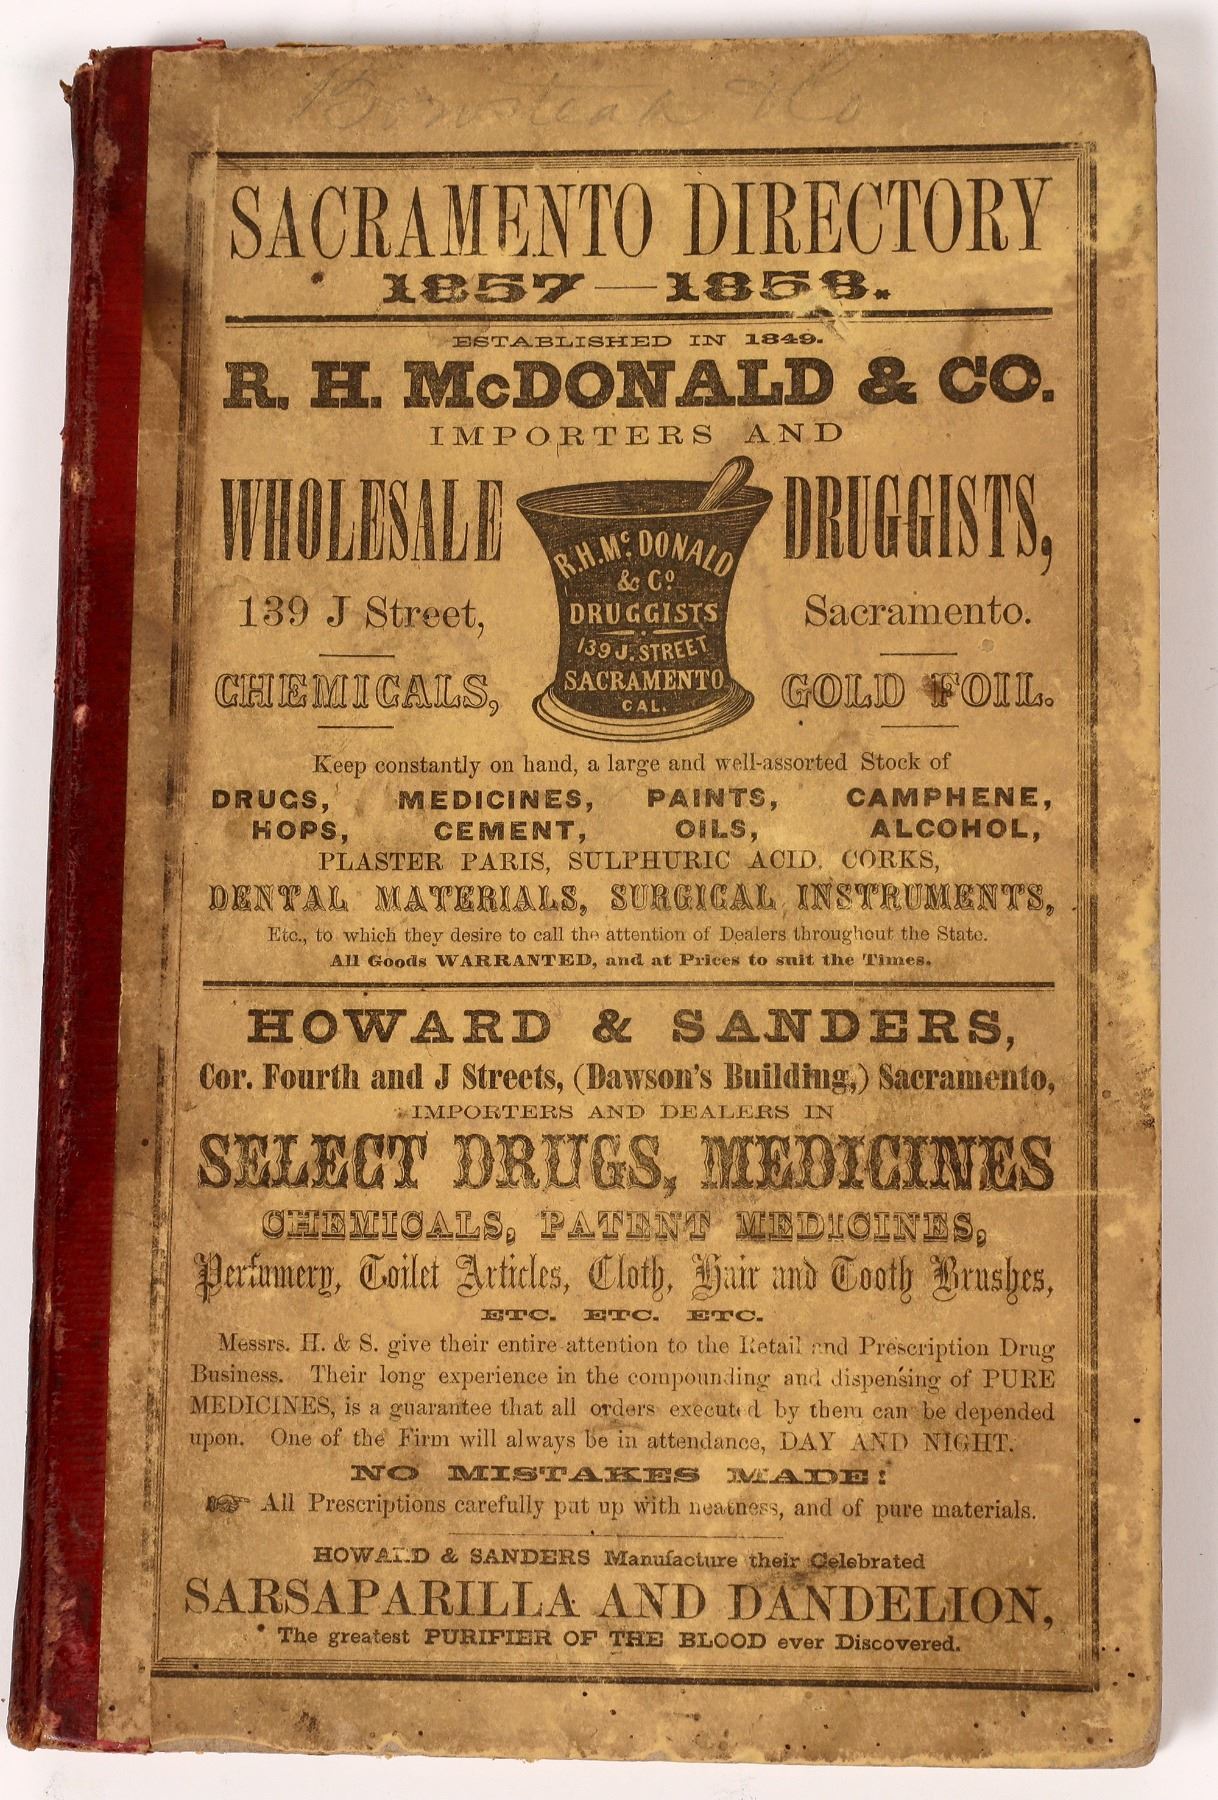 SACRAMENTO DIRECTORY
1857—1858.
ESTABLISHED IN 1849.
R. H. McDONALD & CO.
IMPORTERS AND
WHOLESALE DRUGGISTS,
139 J Street, Sacramento.
CHEMICALS, GOLD FOIL.
R. H. Mc. DONALD
& Co
DRUGGISTS
139 J. STREET
SACRAMENTO
CAL.
Keep constantly on hand, a large and well-assorted Stock of
DRUGS, MEDICINES, PAINTS, CAMPHENE,
HOPS, CEMENT, OILS, ALCOHOL,
PLASTER PARIS, SULPHURIC ACID, CORKS,
DENTAL MATERIALS, SURGICAL INSTRUMENTS,
Etc., to which they desire to call the attention of Dealers throughout the State.
All Goods WARRANTED, and at Prices to suit the Times.
HOWARD & SANDERS,
Cor. Fourth and J Streets, (Dawson's Building,) Sacramento,
IMPORTERS AND DEALERS IN
SELECT DRUGS, MEDICINES
CHEMICALS, PATENT MEDICINES,
Perfumery, Toilet Articles, Cloth, Hair and Tooth Brushes,
ETC. ETC. ETC.
Messrs. H. & S. give their entire attention to the Retail and Prescription Drug
Business. Their long experience in the compounding and dispensing of PURE
MEDICINES, is a guarantee that all orders executed by them can be depended
upon. One of the Firm will always be in attendance, DAY AND NIGHT.
NO MISTAKES MADE!
☞ All Prescriptions carefully put up with neatness, and of pure materials.
HOWARD & SANDERS Manufacture their Celebrated
SARSAPARILLA AND DANDELION,
The greatest PURIFIER OF THE BLOOD ever Discovered.